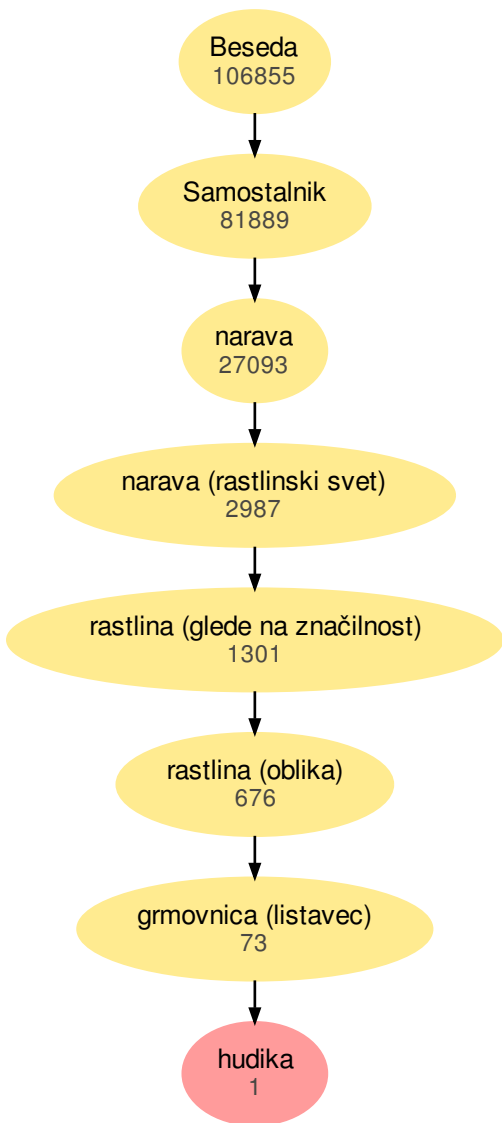 Beseda
106855
Samostalnik
81889
narava
27093
narava (rastlinski svet)
2987
rastlina (glede na značilnost)
1301
rastlina (oblika)
676
grmovnica (listavec)
73
hudika
1